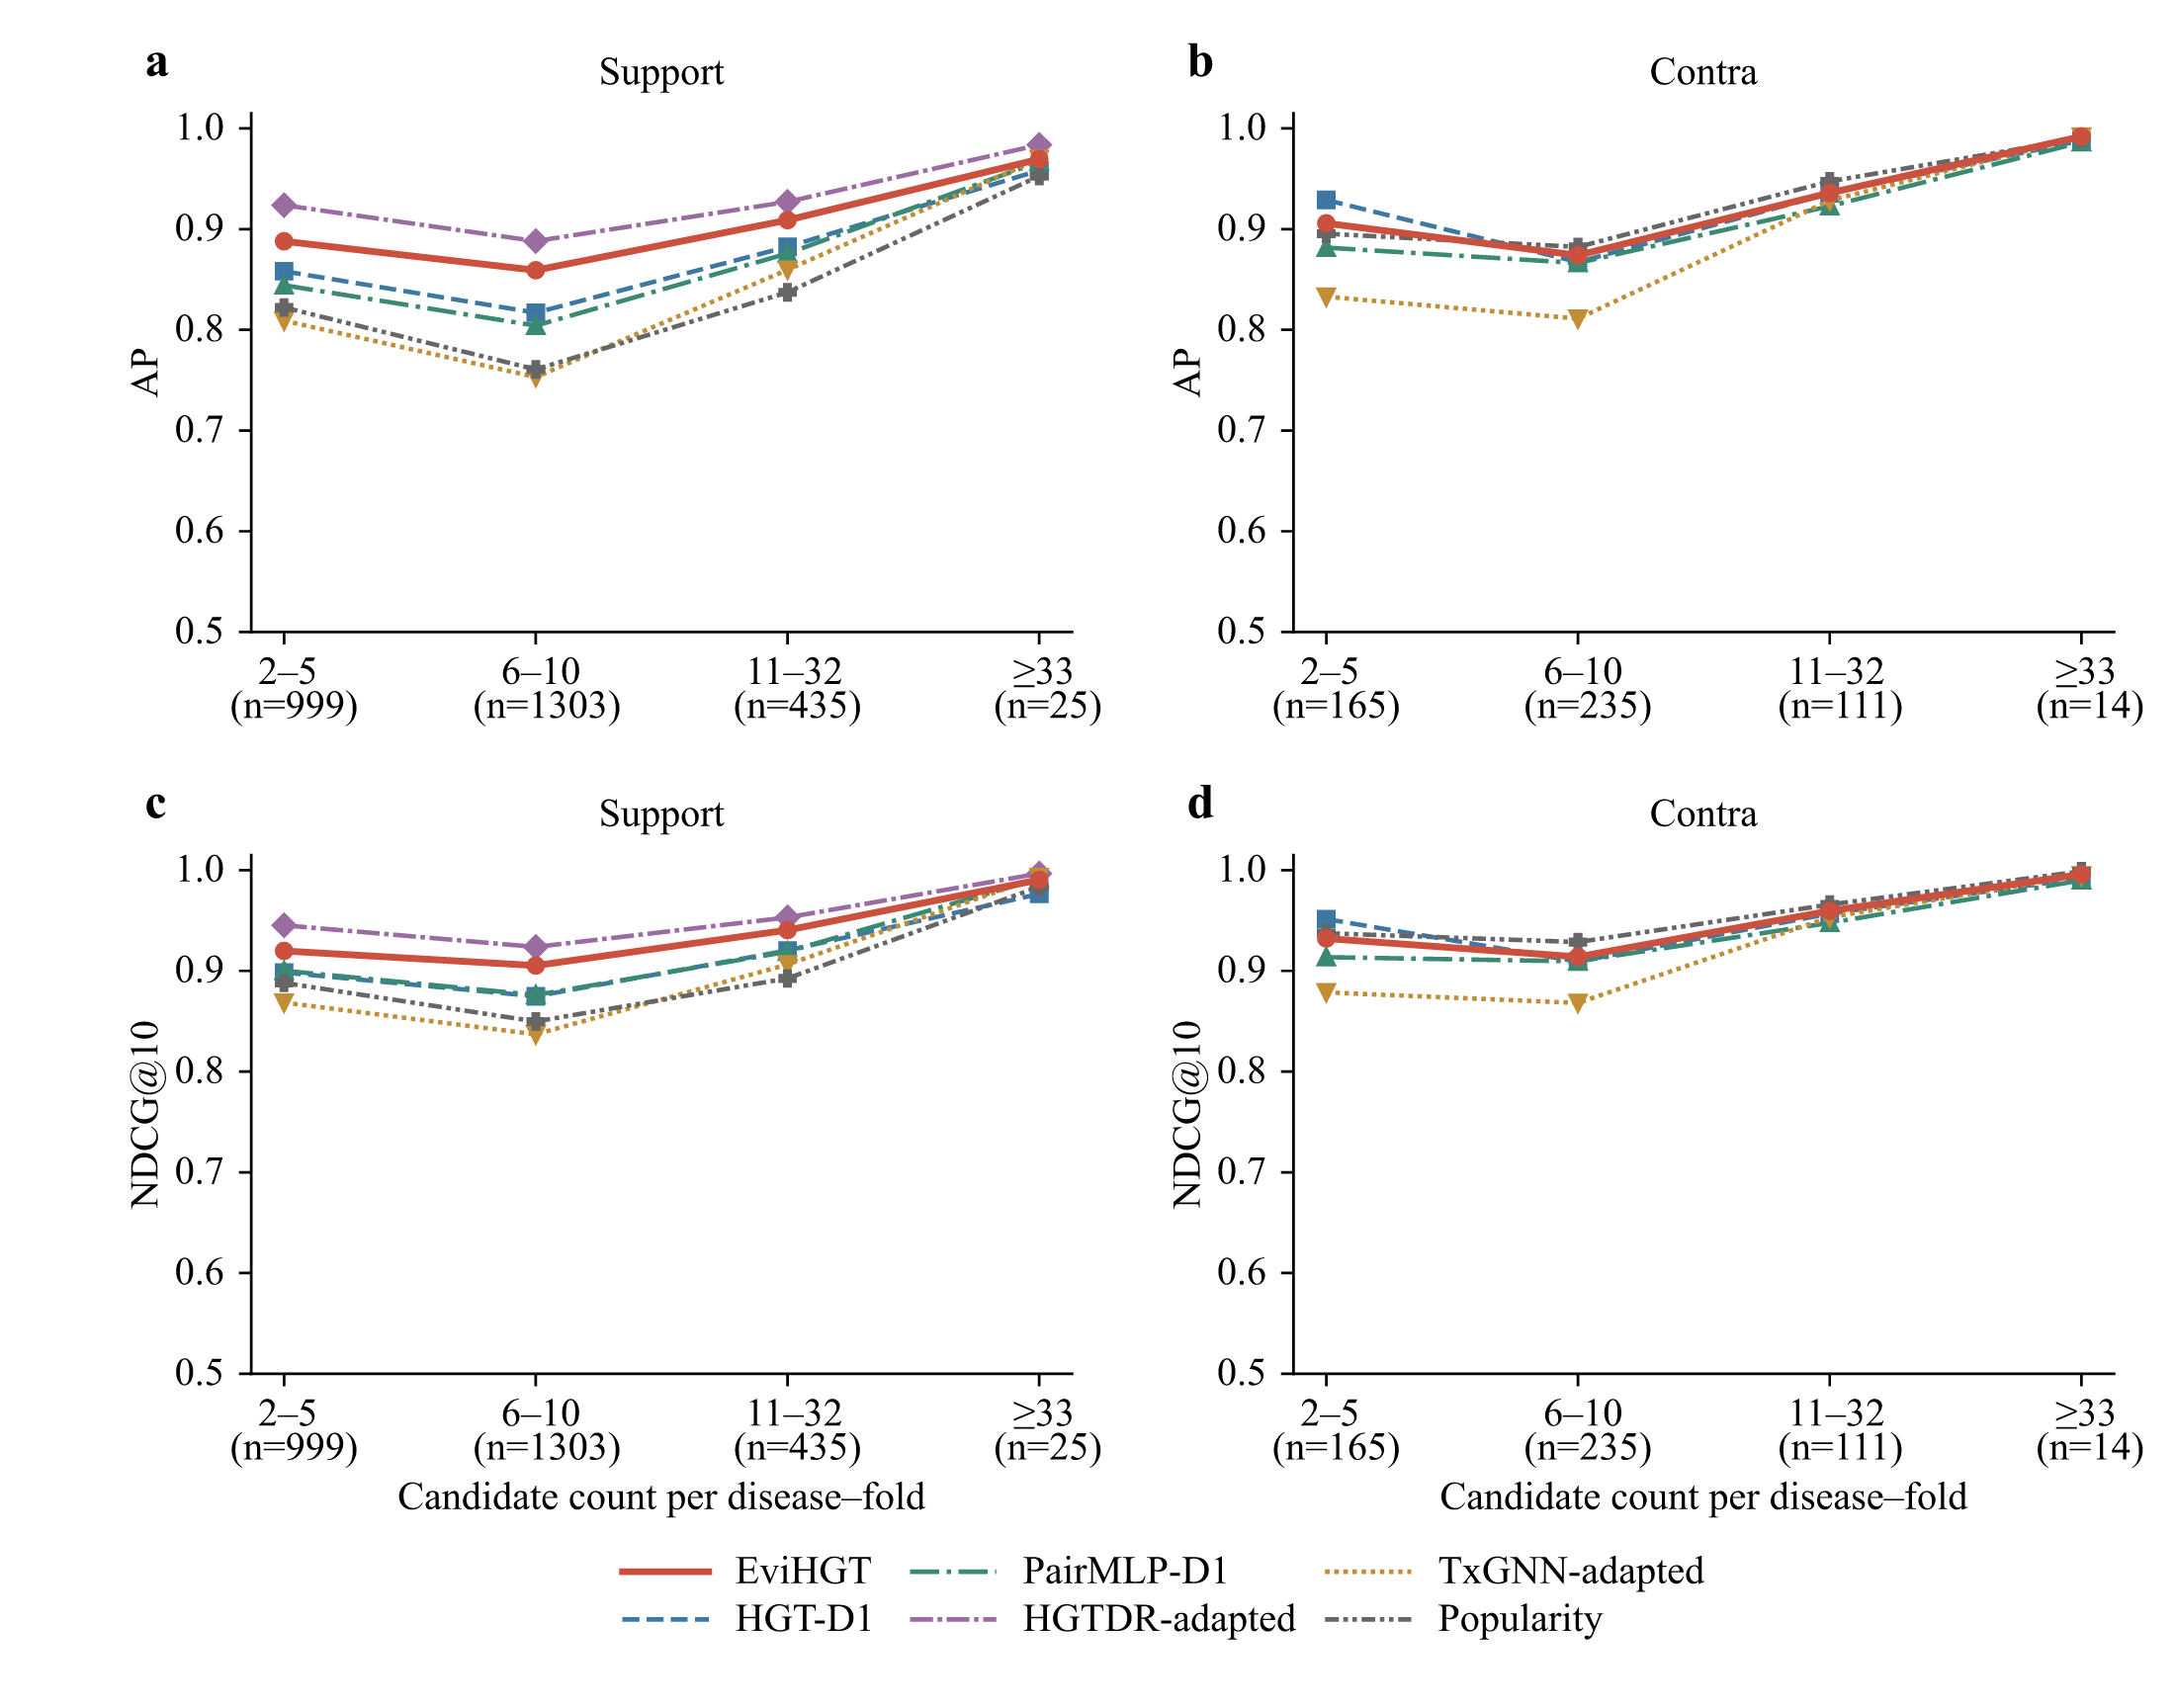 a
Support
AP
1.0
0.9
0.8
0.7
0.6
0.5
2–5 6–10 11–32 ≥33
(n=999) (n=1303) (n=435) (n=25)
b
Contra
AP
1.0
0.9
0.8
0.7
0.6
0.5
2–5 6–10 11–32 ≥33
(n=165) (n=235) (n=111) (n=14)
c
Support
NDCG@10
1.0
0.9
0.8
0.7
0.6
0.5
2–5 6–10 11–32 ≥33
(n=999) (n=1303) (n=435) (n=25)
Candidate count per disease–fold
d
Contra
NDCG@10
1.0
0.9
0.8
0.7
0.6
0.5
2–5 6–10 11–32 ≥33
(n=165) (n=235) (n=111) (n=14)
Candidate count per disease–fold
EviHGT PairMLP-D1 TxGNN-adapted
HGT-D1 HGTDR-adapted Popularity